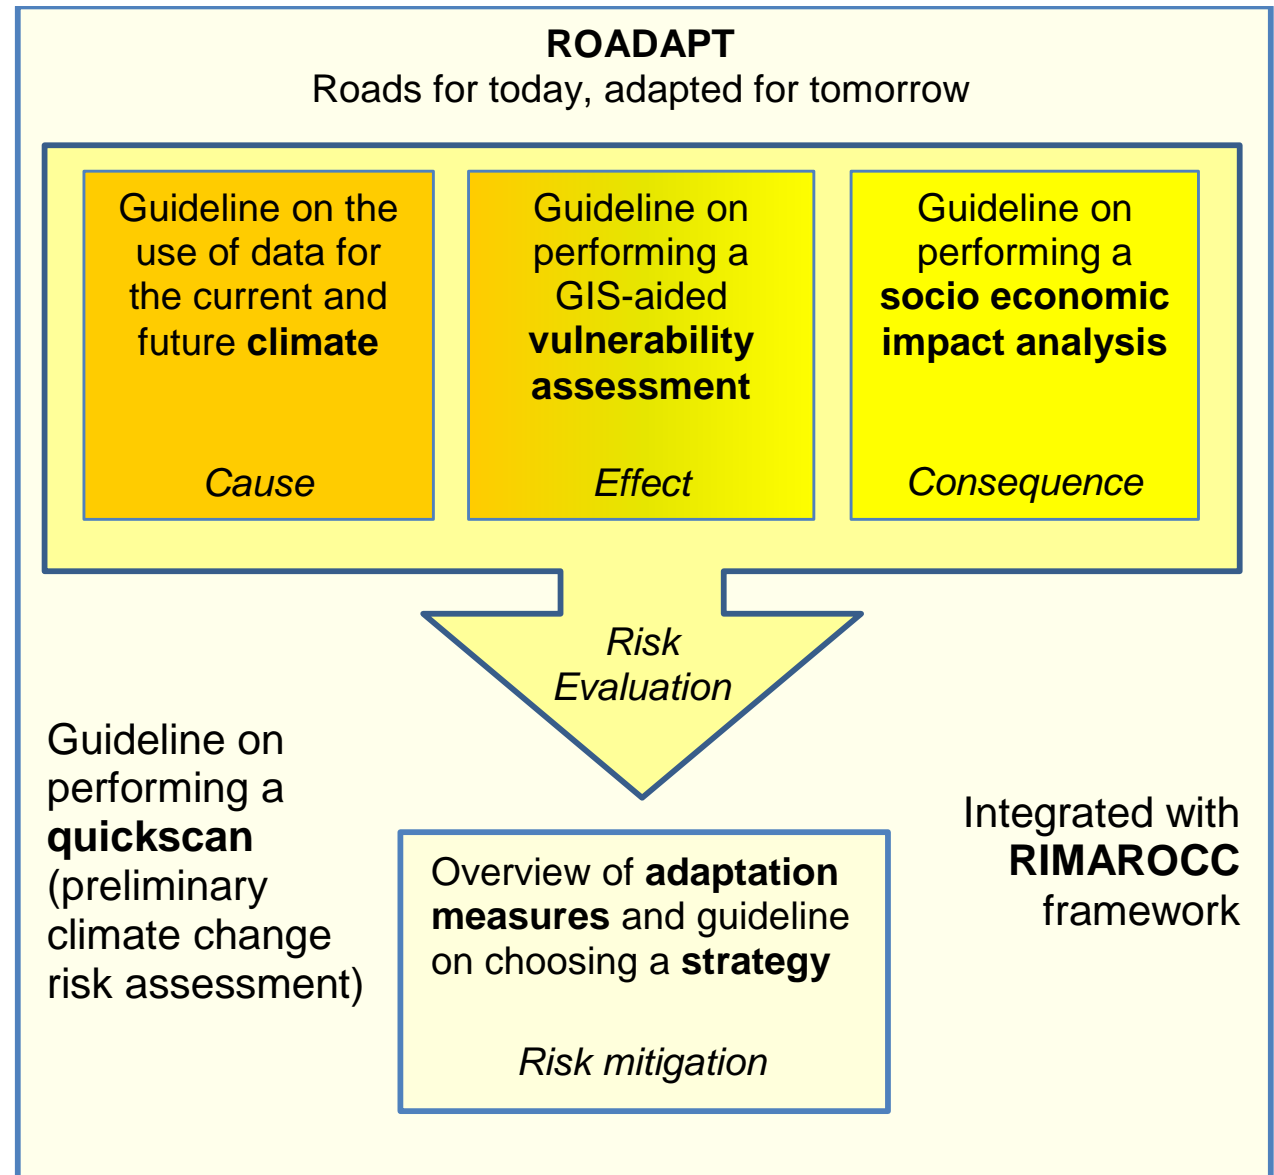 ROADAPT
Roads for today, adapted for tomorrow
Guideline on the
use of data for
the current and
future climate
Cause
Guideline on
performing a
GIS-aided
vulnerability
assessment
Effect
Guideline on
performing a
socio economic
impact analysis
Consequence
Risk
Evaluation
Guideline on
performing a
quickscan
(preliminary
climate change
risk assessment)
Overview of adaptation
measures and guideline
on choosing a strategy
Risk mitigation
Integrated with
RIMAROCC
framework